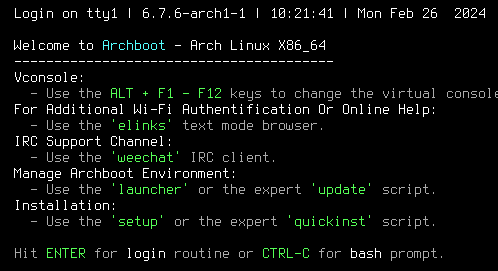 Login on tty1 | 6.7.6-arch1-1 | 10:21:41 | Mon Feb 26 2024
Welcome to Archboot - Arch Linux X86_64
----------------------------------------
Vconsole:
- Use the ALT + F1 - F12 keys to change the virtual console
For Additional Wi-Fi Authentification Or Online Help:
- Use the 'elinks' text mode browser.
IRC Support Channel:
- Use the 'weechat' IRC client.
Manage Archboot Environment:
- Use the 'launcher' or the expert 'update' script.
Installation:
- Use the 'setup' or the expert 'quickinst' script.
Hit ENTER for login routine or CTRL-C for bash prompt.